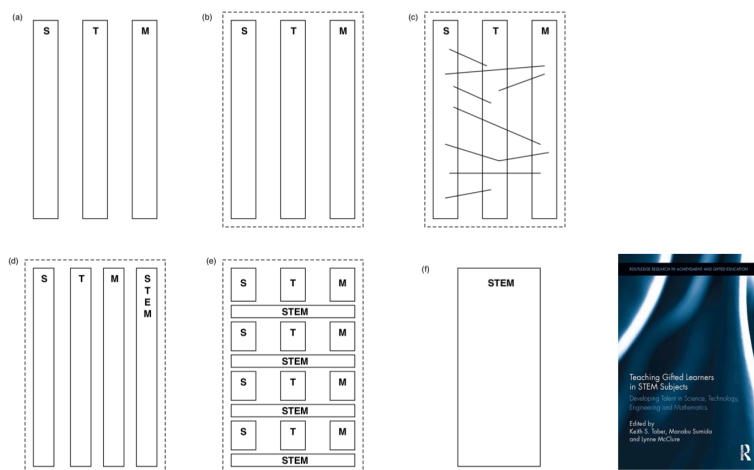 (a)
S T M
(b)
S T M
(c)
S T M
(d)
S T M S
T
E
M
(e)
S T M
STEM
S T M
STEM
S T M
STEM
S T M
STEM
(f)
STEM
ROUTLEDGE RESEARCH IN ACHIEVEMENT AND GIFTED EDUCATION
Teaching Gifted Learners
in STEM Subjects
Developing Talent in Science, Technology,
Engineering and Mathematics
Edited by
Keith S. Taber, Manabu Sumida
and Lynne McClure
R